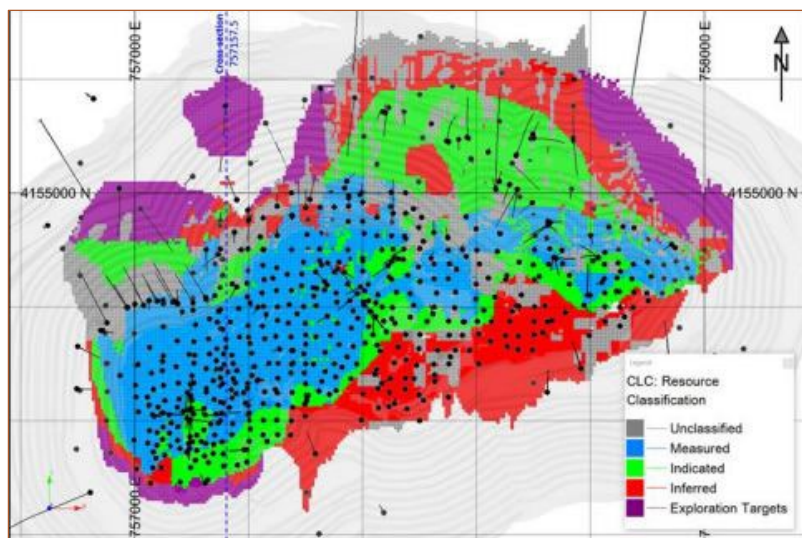 757000 E
Cross-section
757157.5
758000 E
N
4155000 N
4155000 N
757000 E
Legend
CLC: Resource
Classification
Unclassified
Measured
Indicated
Inferred
Exploration Targets